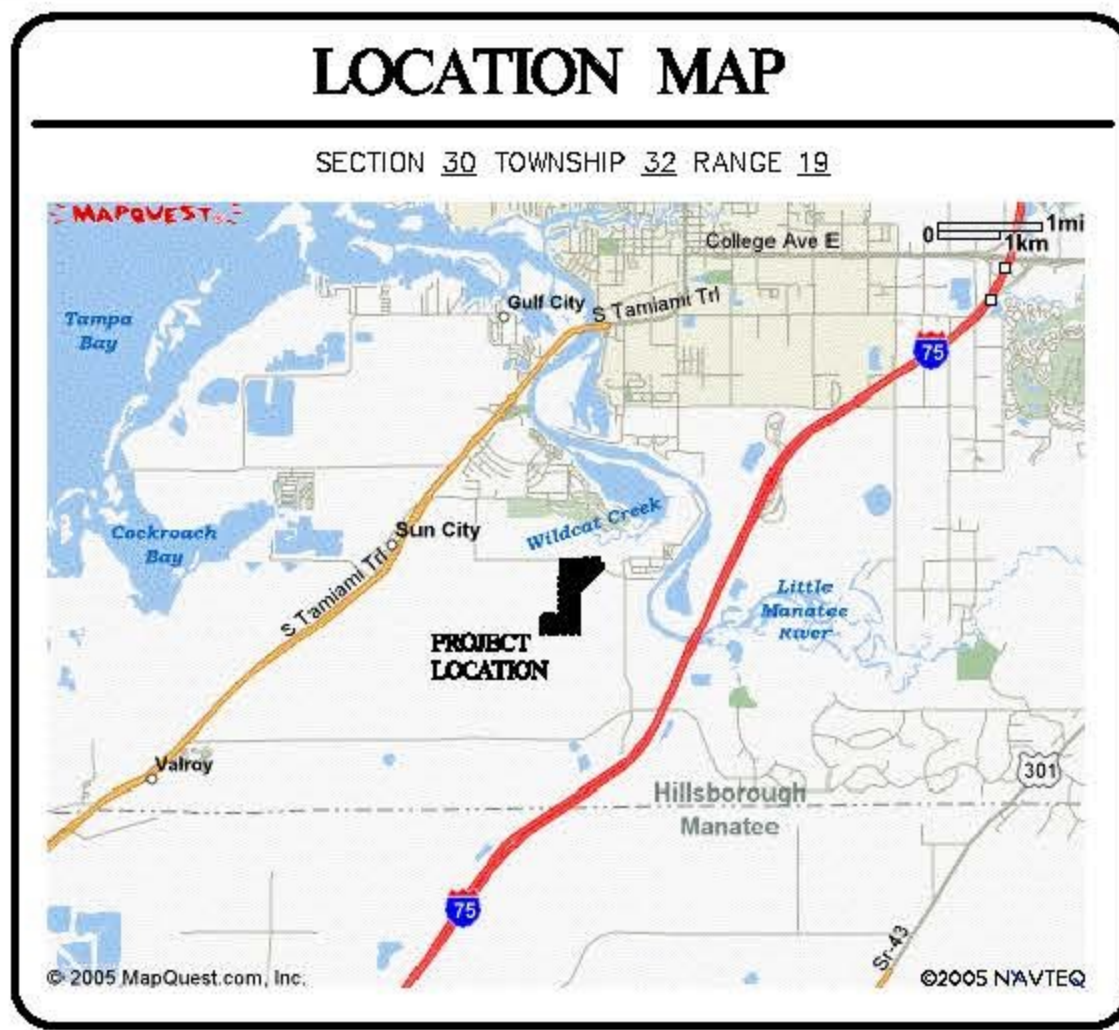 LOCATION MAP
SECTION 30 TOWNSHIP 32 RANGE 19
MAPQUEST
0 1mi
1km
College Ave E
Gulf City
S Tamiami Trl
Tampa
Bay
75
Cockroach
Bay
Sun City
Wildcat Creek
S Tamiami Trl
Little
Manatee
River
PROJECT
LOCATION
Valroy
301
Hillsborough
Manatee
75
Sr-43
© 2005 MapQuest.com, Inc.
©2005 NAVTEQ